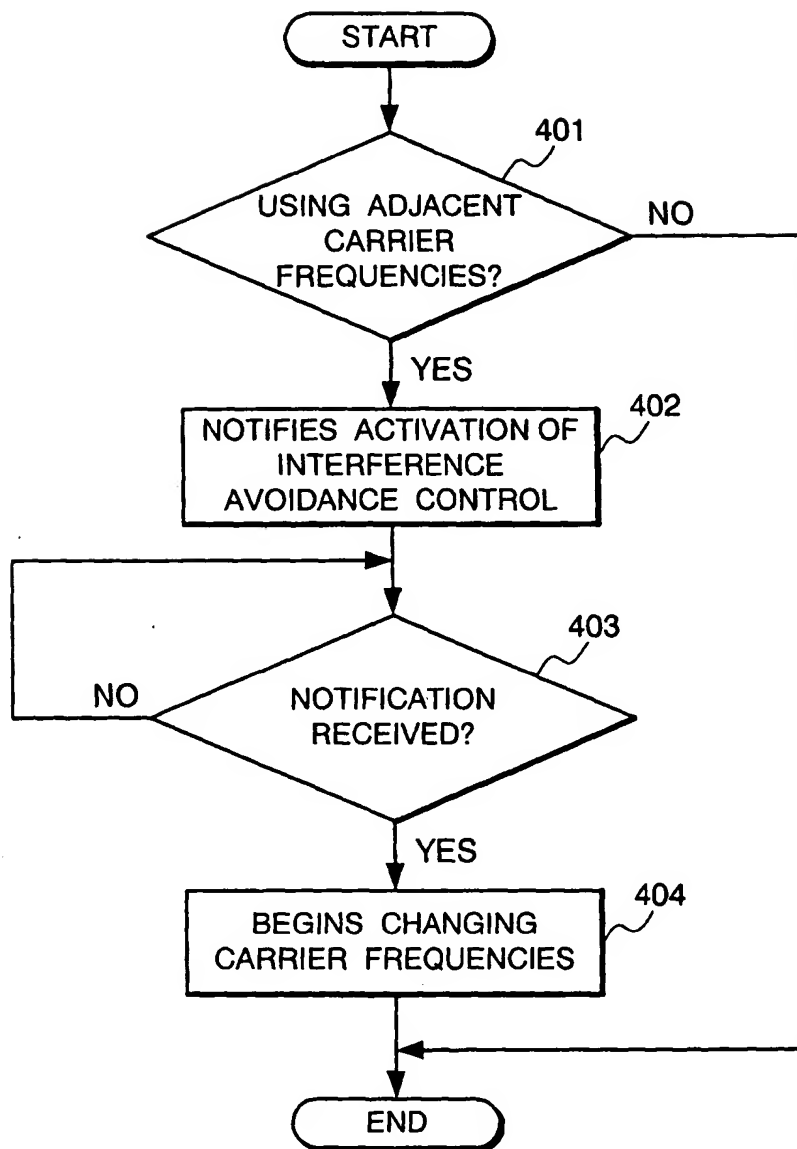 START
401
USING ADJACENT
CARRIER
FREQUENCIES?
NO
YES
402
NOTIFIES ACTIVATION OF
INTERFERENCE
AVOIDANCE CONTROL
403
NOTIFICATION
RECEIVED?
NO
YES
404
BEGINS CHANGING
CARRIER FREQUENCIES
END